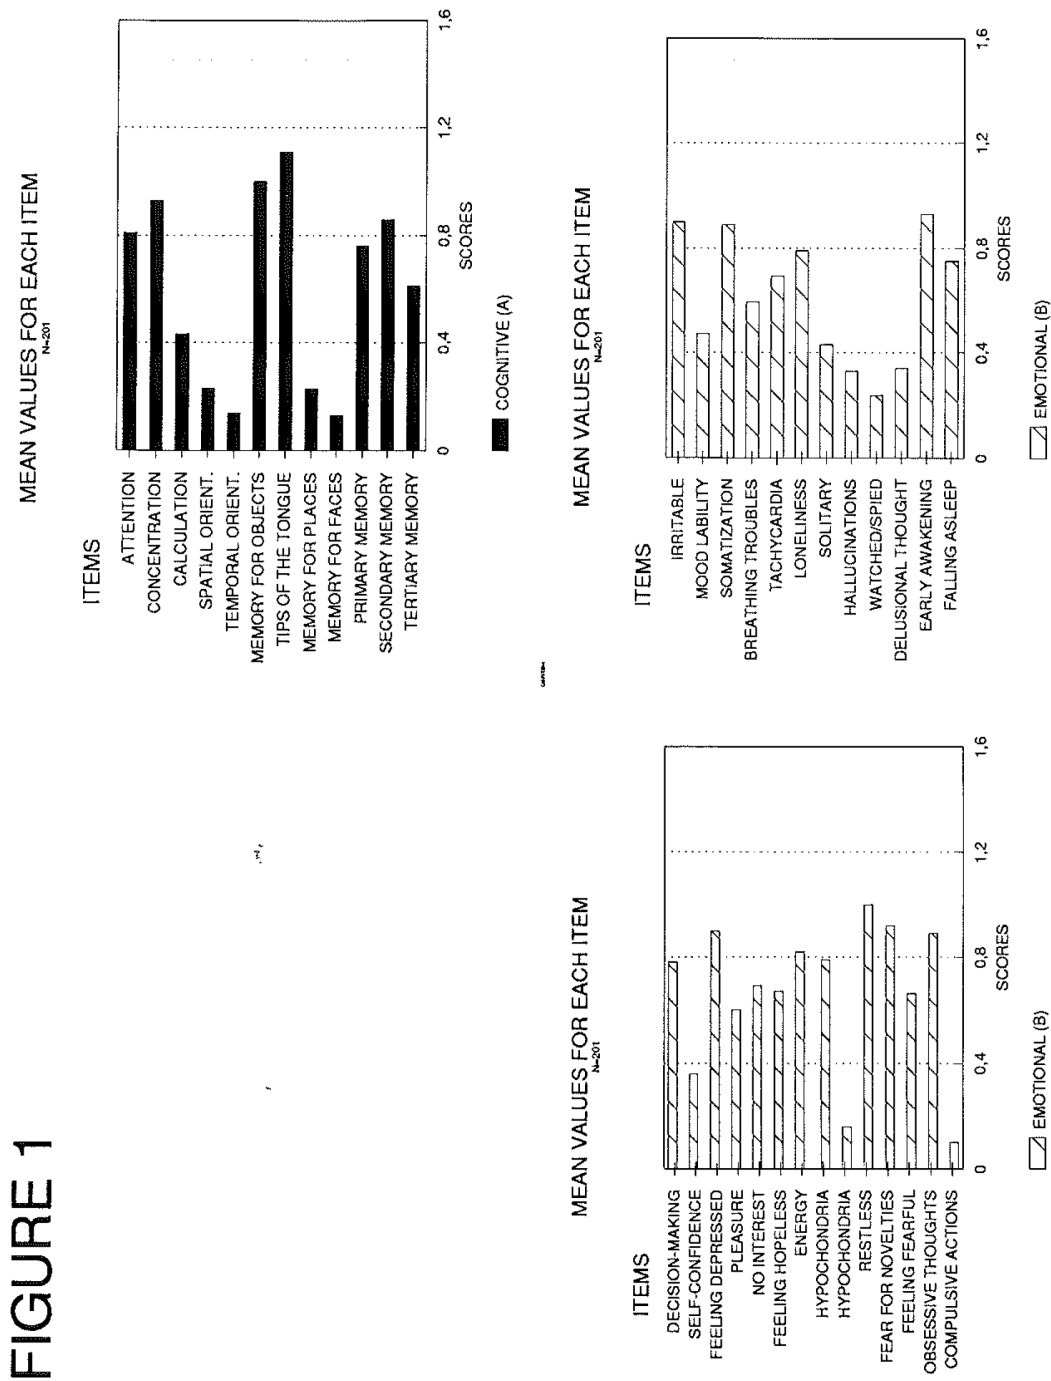 FIGURE 1
MEAN VALUES FOR EACH ITEM
N=201
ITEMS
ATTENTION
CONCENTRATION
CALCULATION
SPATIAL ORIENT.
TEMPORAL ORIENT.
MEMORY FOR OBJECTS
TIPS OF THE TONGUE
MEMORY FOR PLACES
MEMORY FOR FACES
PRIMARY MEMORY
SECONDARY MEMORY
TERTIARY MEMORY
0 0,4 0,8 1,2 1,6
SCORES
COGNITIVE (A)
MEAN VALUES FOR EACH ITEM
N=201
ITEMS
DECISION-MAKING
SELF-CONFIDENCE
FEELING DEPRESSED
PLEASURE
NO INTEREST
FEELING HOPELESS
ENERGY
HYPOCHONDRIA
HYPOCHONDRIA
RESTLESS
FEAR FOR NOVELTIES
FEELING FEARFUL
OBSESSIVE THOUGHTS
COMPULSIVE ACTIONS
0 0,4 0,8 1,2 1,6
SCORES
EMOTIONAL (B)
MEAN VALUES FOR EACH ITEM
N=201
ITEMS
IRRITABLE
MOOD LABILITY
SOMATIZATION
BREATHING TROUBLES
TACHYCARDIA
LONELINESS
SOLITARY
HALLUCINATIONS
WATCHED/SPIED
DELUSIONAL THOUGHT
EARLY AWAKENING
FALLING ASLEEP
0 0,4 0,8 1,2 1,6
SCORES
EMOTIONAL (B)